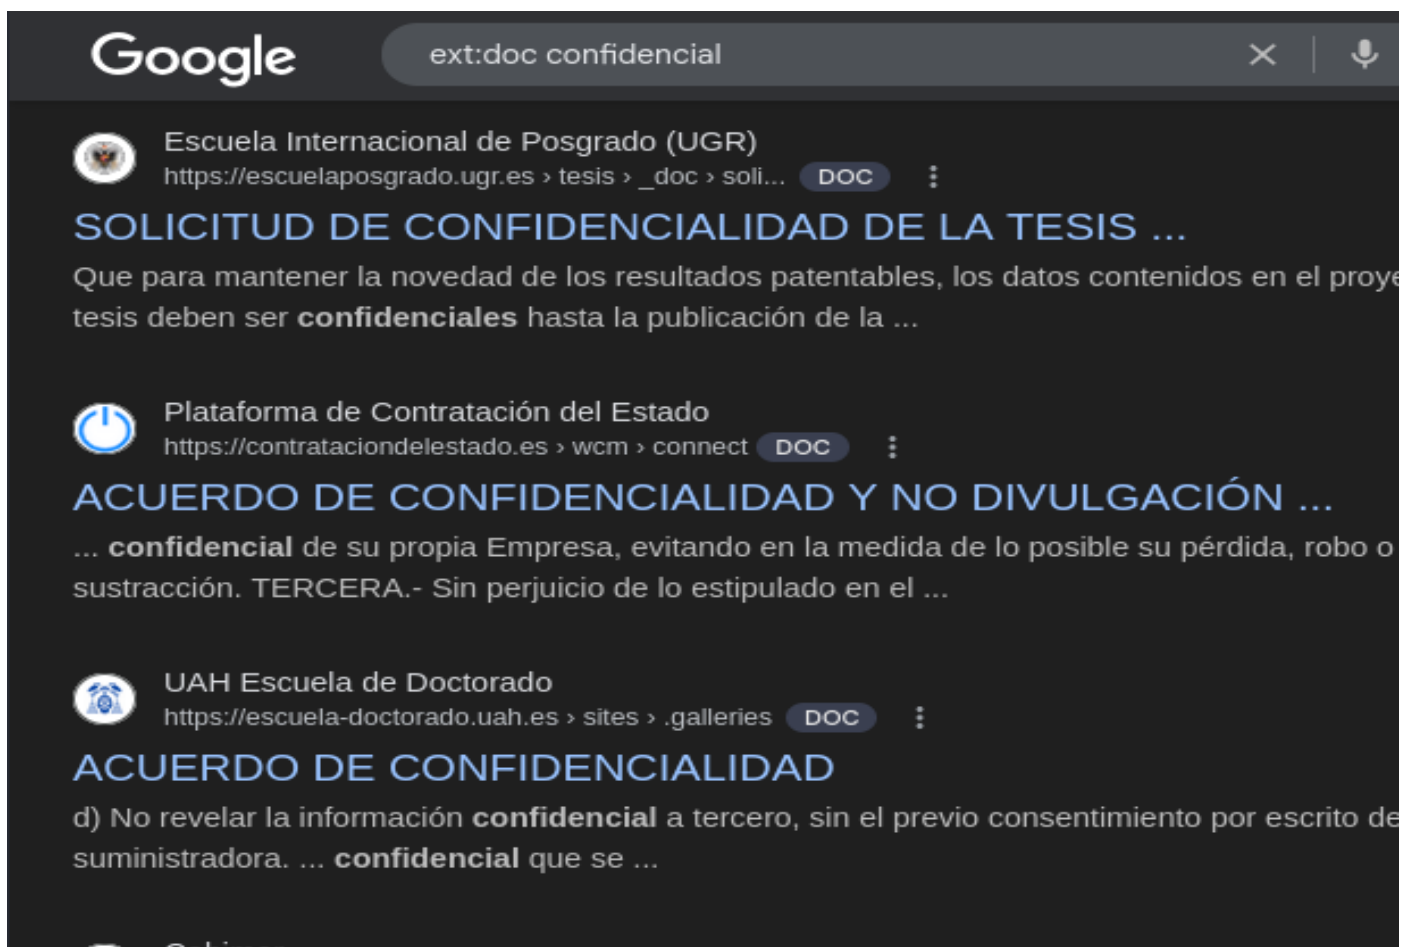 Google
ext:doc confidencial
Escuela Internacional de Posgrado (UGR)
https://escuelaposgrado.ugr.es › tesis › _doc › soli... DOC
SOLICITUD DE CONFIDENCIALIDAD DE LA TESIS ...
Que para mantener la novedad de los resultados patentables, los datos contenidos en el proye
tesis deben ser confidenciales hasta la publicación de la ...
Plataforma de Contratación del Estado
https://contrataciondelestado.es › wcm › connect DOC
ACUERDO DE CONFIDENCIALIDAD Y NO DIVULGACIÓN ...
... confidencial de su propia Empresa, evitando en la medida de lo posible su pérdida, robo o
sustracción. TERCERA.- Sin perjuicio de lo estipulado en el ...
UAH Escuela de Doctorado
https://escuela-doctorado.uah.es › sites › .galleries DOC
ACUERDO DE CONFIDENCIALIDAD
d) No revelar la información confidencial a tercero, sin el previo consentimiento por escrito de
suministradora. ... confidencial que se ...